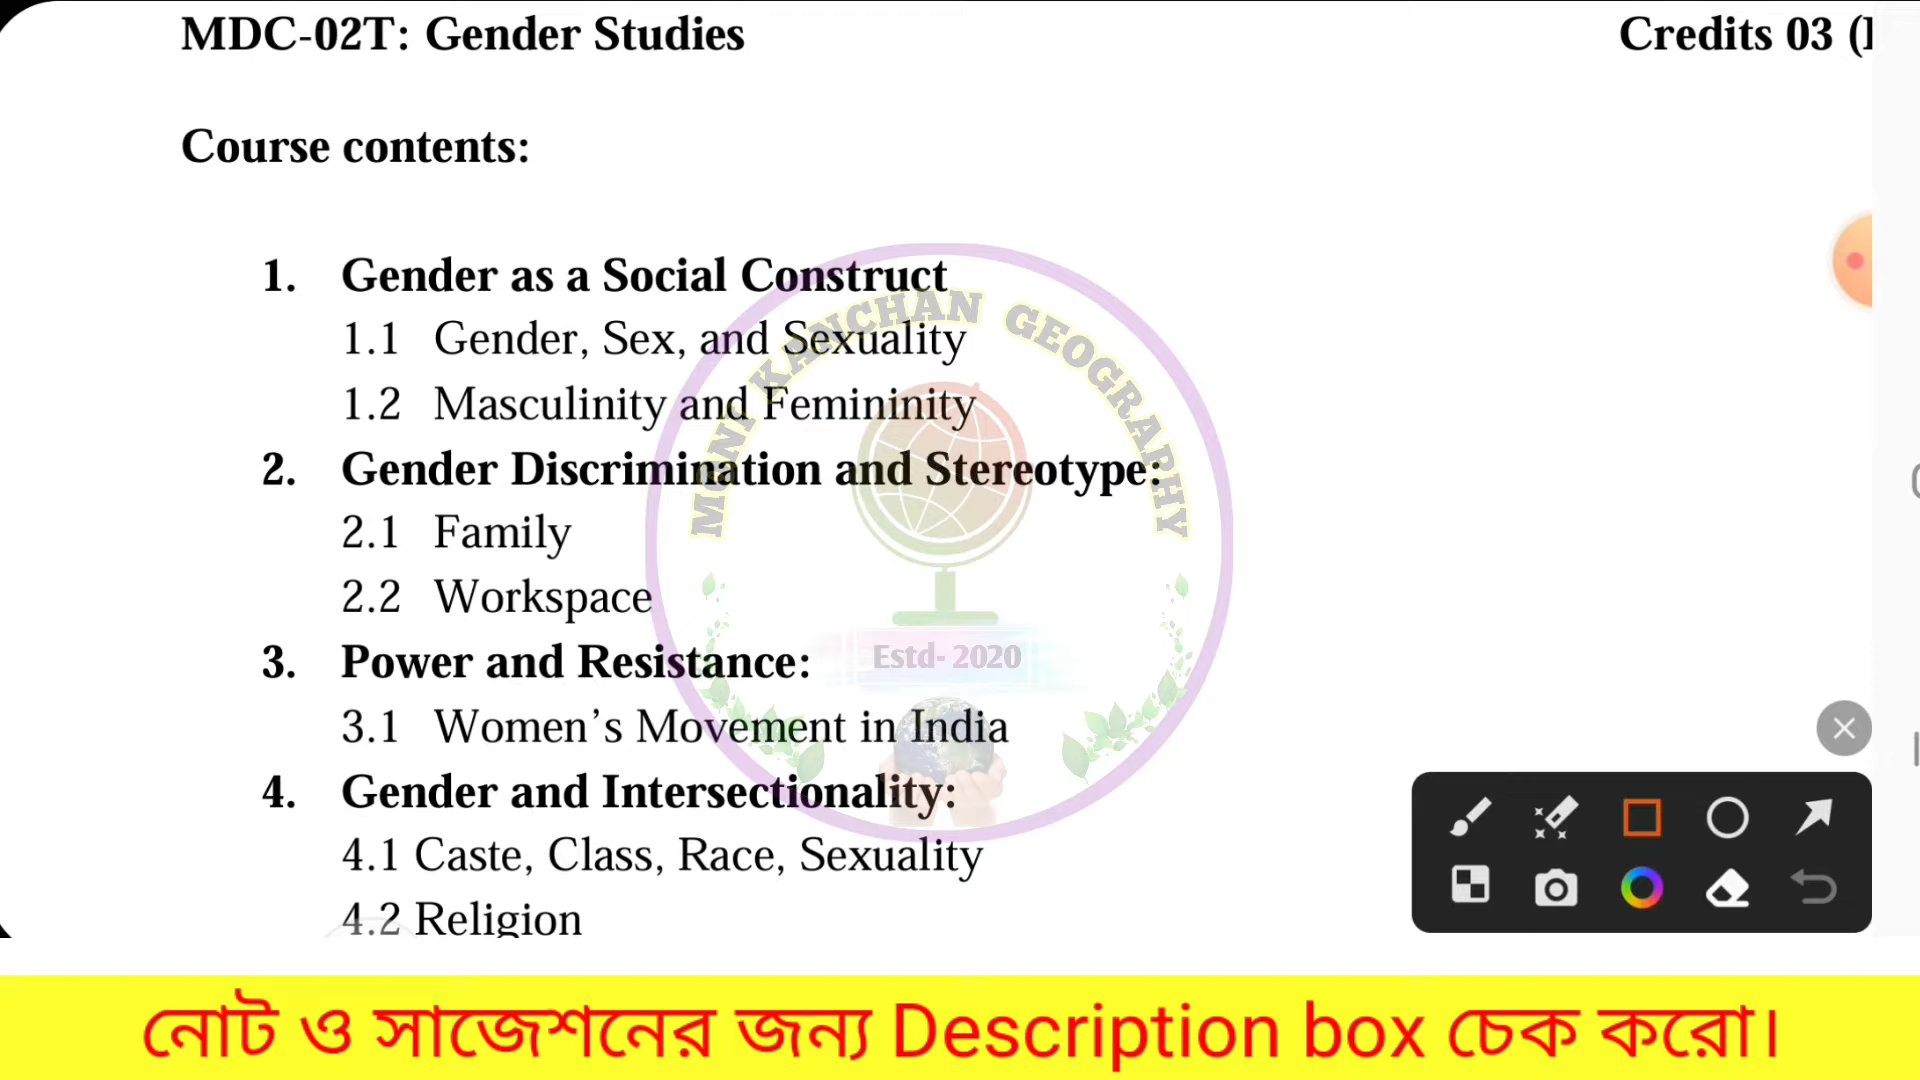 MDC-02T: Gender Studies
Credits 03 (
Course contents:
1. Gender as a Social Construct
1.1 Gender, Sex, and Sexuality
1.2 Masculinity and Femininity
2. Gender Discrimination and Stereotype:
2.1 Family
2.2 Workspace
3. Power and Resistance:
3.1 Women’s Movement in India
4. Gender and Intersectionality:
4.1 Caste, Class, Race, Sexuality
4.2 Religion
MONI KANCHAN GEOGRAPHY
Estd- 2020
নোট ও সাজেশনের জন্য Description box চেক করো।